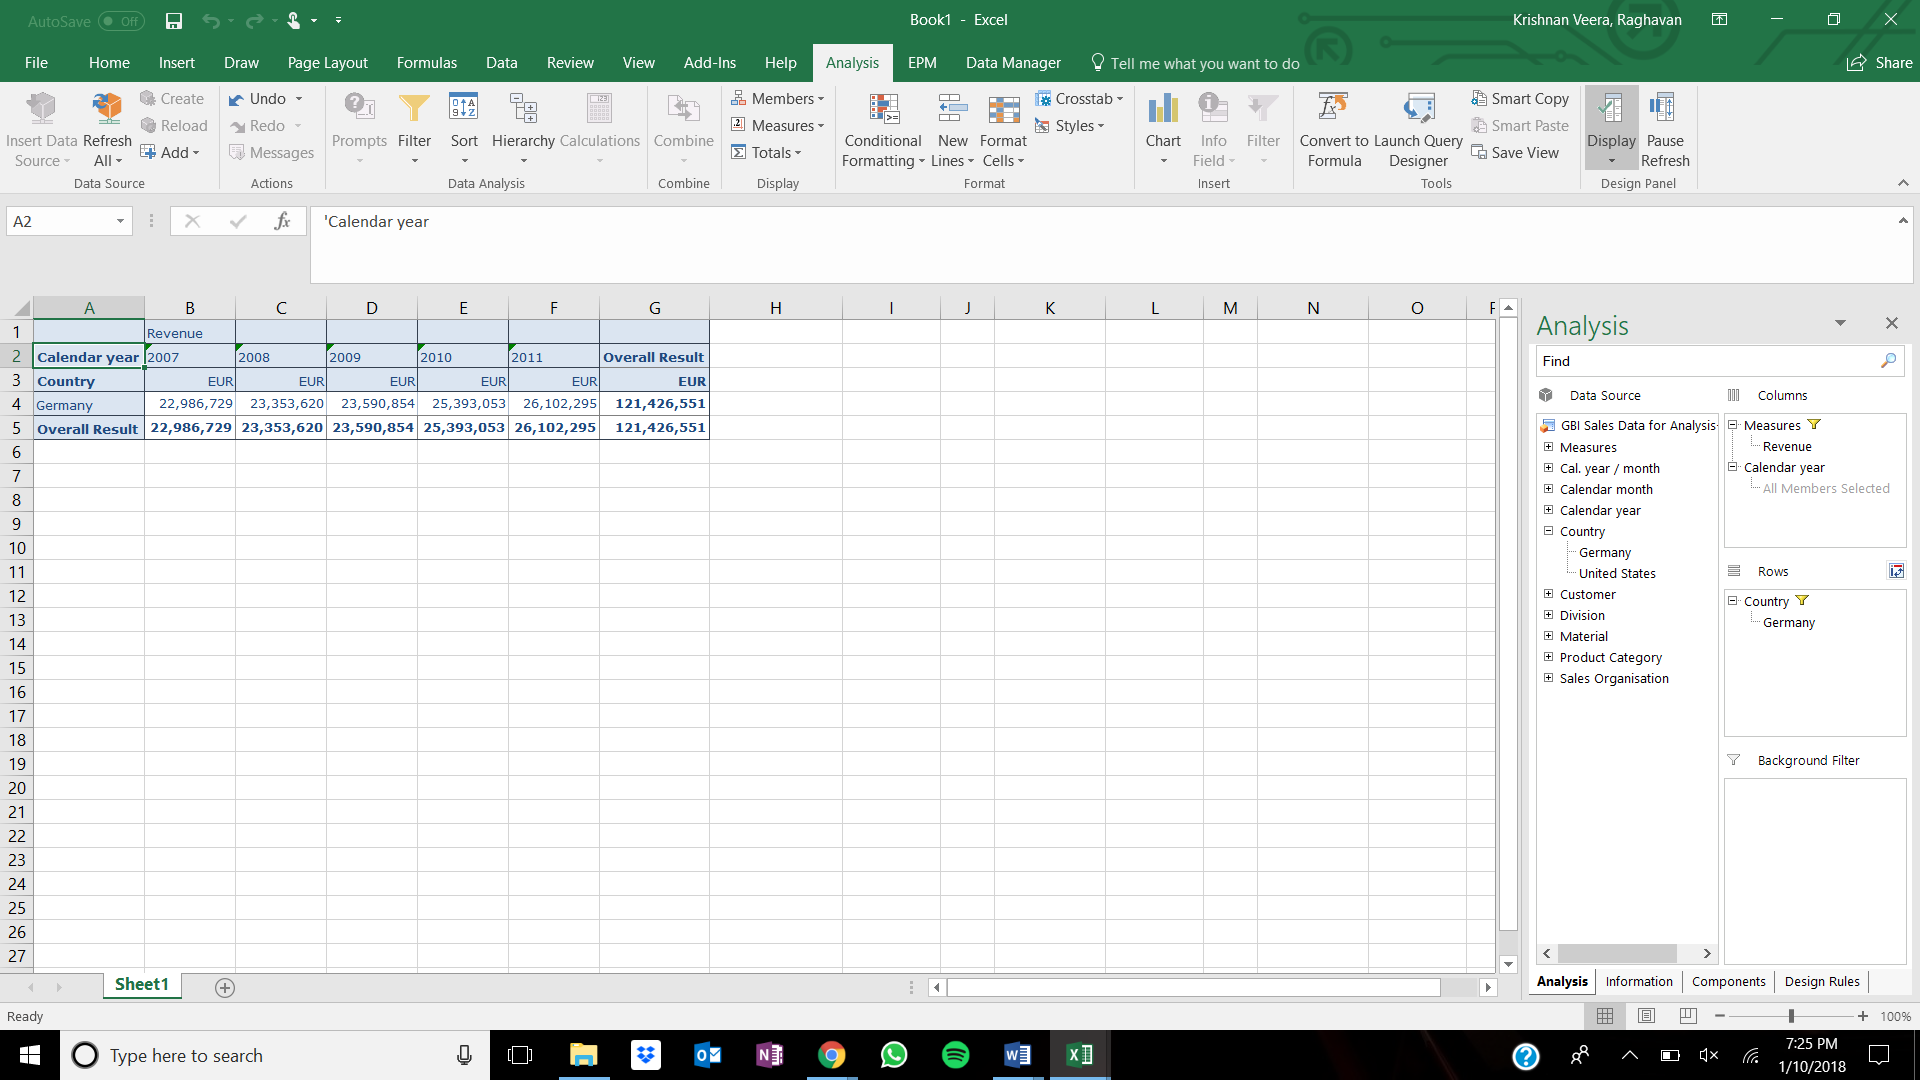 AutoSave Off
Book1 - Excel
Krishnan Veera, Raghavan
File Home Insert Draw Page Layout Formulas Data Review View Add-Ins Help Analysis EPM Data Manager Tell me what you want to do Share
Insert Data Source
Refresh All
Create
Reload
Add
Data Source
Undo
Redo
Messages
Actions
Prompts
Filter
Sort
Hierarchy
Calculations
Data Analysis
Combine
Combine
Members
Measures
Totals
Display
Conditional Formatting
New Lines
Format Cells
Crosstab
Styles
Format
Chart
Info Field
Filter
Insert
Convert to Formula
Launch Query Designer
Smart Copy
Smart Paste
Save View
Tools
Display
Pause Refresh
Design Panel
A2
fx
'Calendar year
A B C D E F G H I J K L M N O
1 Revenue
2 Calendar year 2007 2008 2009 2010 2011 Overall Result
3 Country EUR EUR EUR EUR EUR EUR
4 Germany 22,986,729 23,353,620 23,590,854 25,393,053 26,102,295 121,426,551
5 Overall Result 22,986,729 23,353,620 23,590,854 25,393,053 26,102,295 121,426,551
6
7
8
9
10
11
12
13
14
15
16
17
18
19
20
21
22
23
24
25
26
27
Analysis
Find
Data Source
GBI Sales Data for Analysis
Measures
Cal. year / month
Calendar month
Calendar year
Country
Germany
United States
Customer
Division
Material
Product Category
Sales Organisation
Columns
Measures
Revenue
Calendar year
All Members Selected
Rows
Country
Germany
Background Filter
Analysis Information Components Design Rules
Sheet1
Ready
100%
Type here to search
7:25 PM
1/10/2018